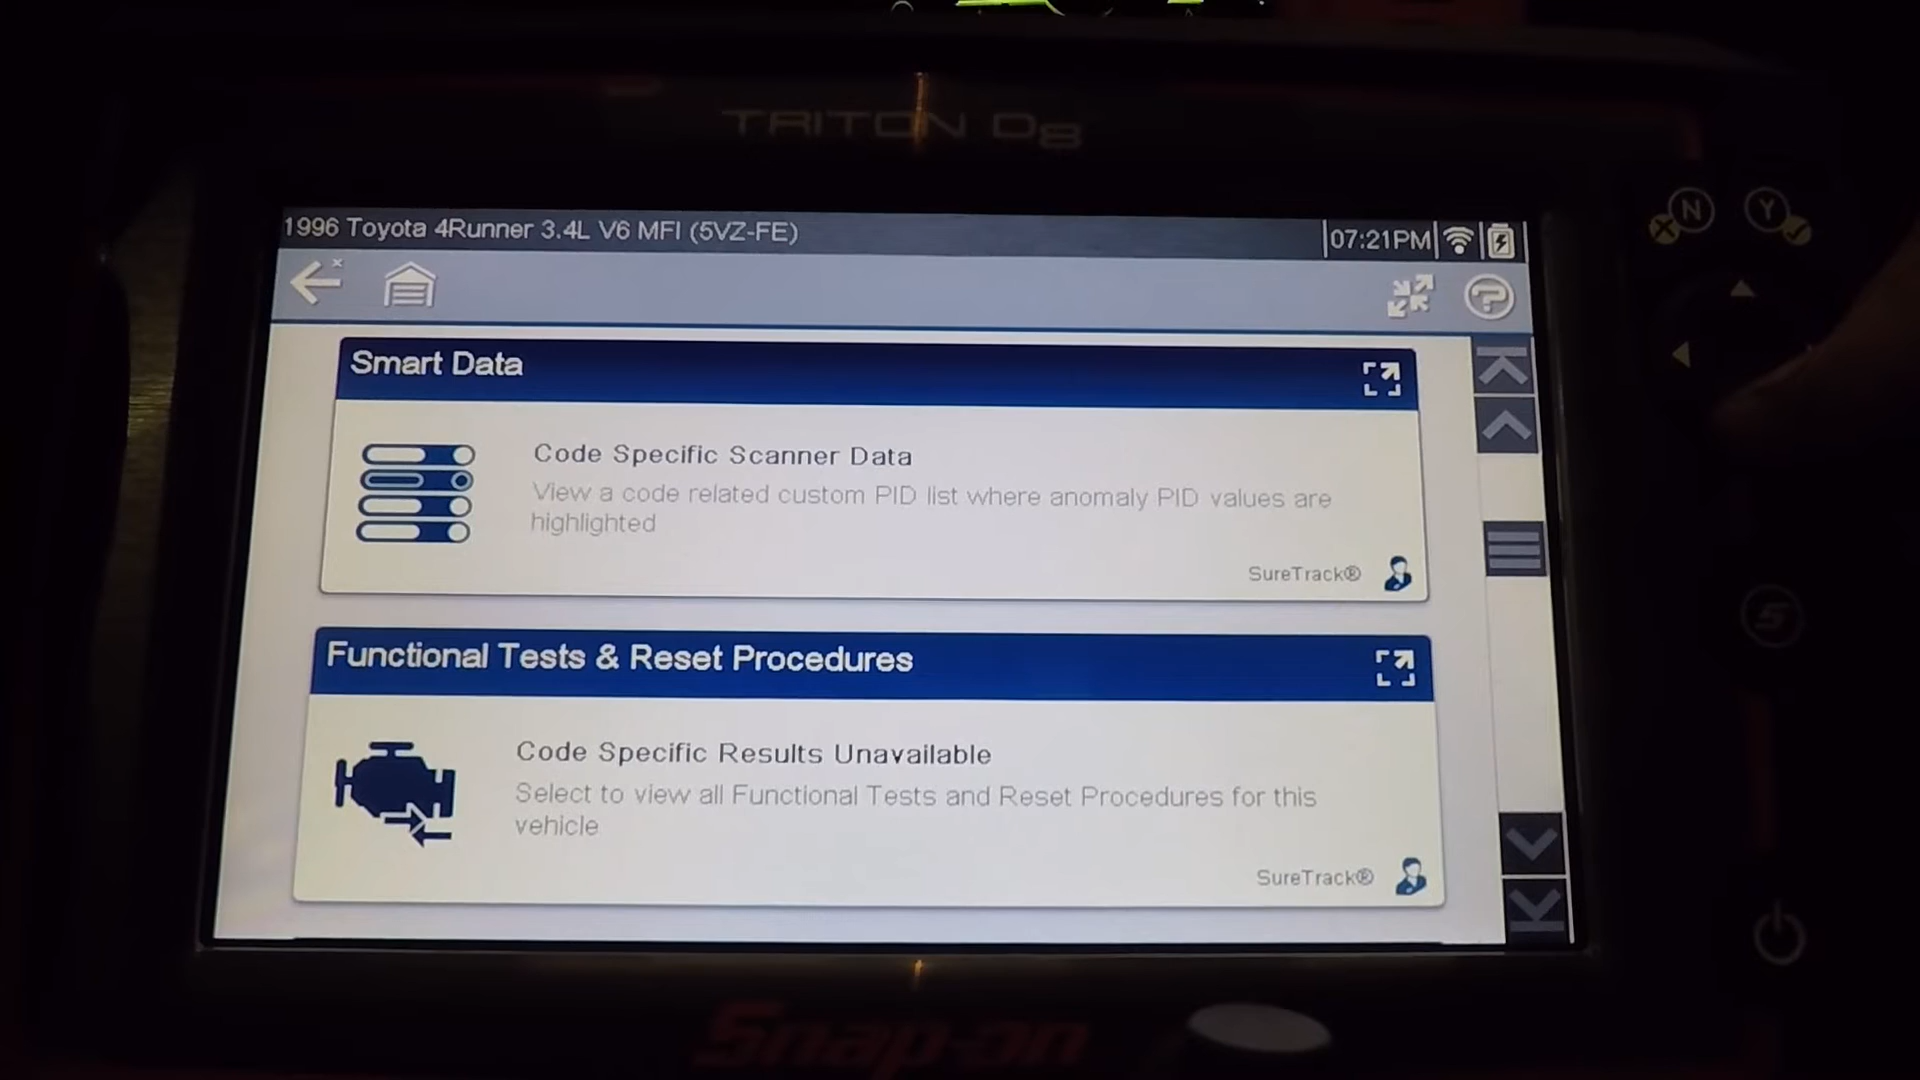 TRITON D8
1996 Toyota 4Runner 3.4L V6 MFI (5VZ-FE)
07:21PM
N
Y
Smart Data
Code Specific Scanner Data
View a code related custom PID list where anomaly PID values are
highlighted
SureTrack®
Functional Tests & Reset Procedures
Code Specific Results Unavailable
Select to view all Functional Tests and Reset Procedures for this
vehicle
SureTrack®
Snap-on